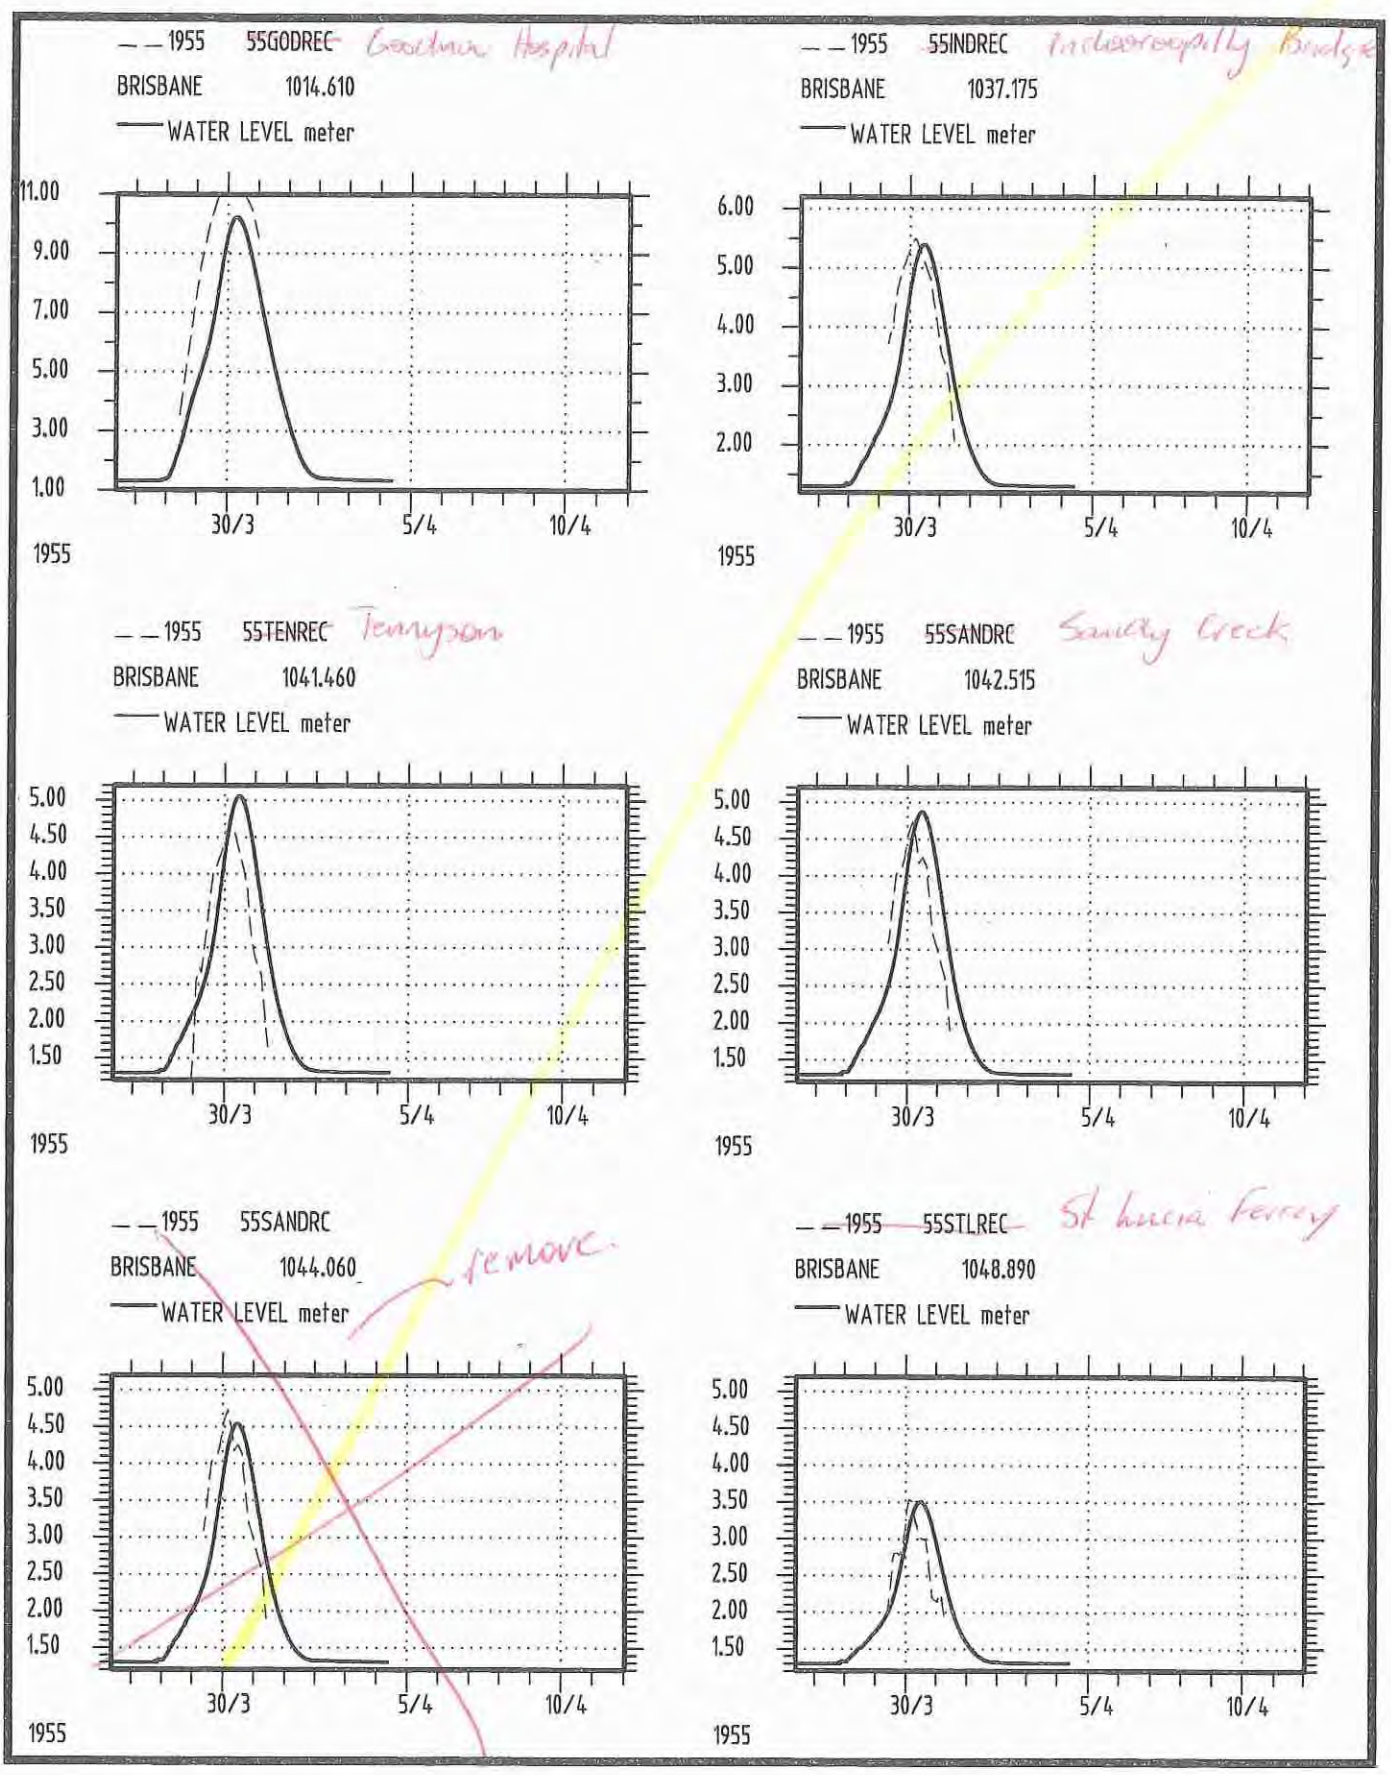 — — 1955 55GODREC Goodna Hospital
BRISBANE 1014.610
WATER LEVEL meter
11.00
9.00
7.00
5.00
3.00
1.00
30/3 5/4 10/4
1955
— — 1955 55INDREC Indooroopilly Bridge
BRISBANE 1037.175
WATER LEVEL meter
6.00
5.00
4.00
3.00
2.00
30/3 5/4 10/4
1955
— — 1955 55TENREC Tennyson
BRISBANE 1041.460
WATER LEVEL meter
5.00
4.50
4.00
3.50
3.00
2.50
2.00
1.50
30/3 5/4 10/4
1955
— — 1955 55SANDRC Sandy Creek
BRISBANE 1042.515
WATER LEVEL meter
5.00
4.50
4.00
3.50
3.00
2.50
2.00
1.50
30/3 5/4 10/4
1955
— — 1955 55SANDRC
remove.
BRISBANE 1044.060
WATER LEVEL meter
5.00
4.50
4.00
3.50
3.00
2.50
2.00
1.50
30/3 5/4 10/4
1955
— — 1955 55STLREC St Lucia Ferry
BRISBANE 1048.890
WATER LEVEL meter
5.00
4.50
4.00
3.50
3.00
2.50
2.00
1.50
30/3 5/4 10/4
1955